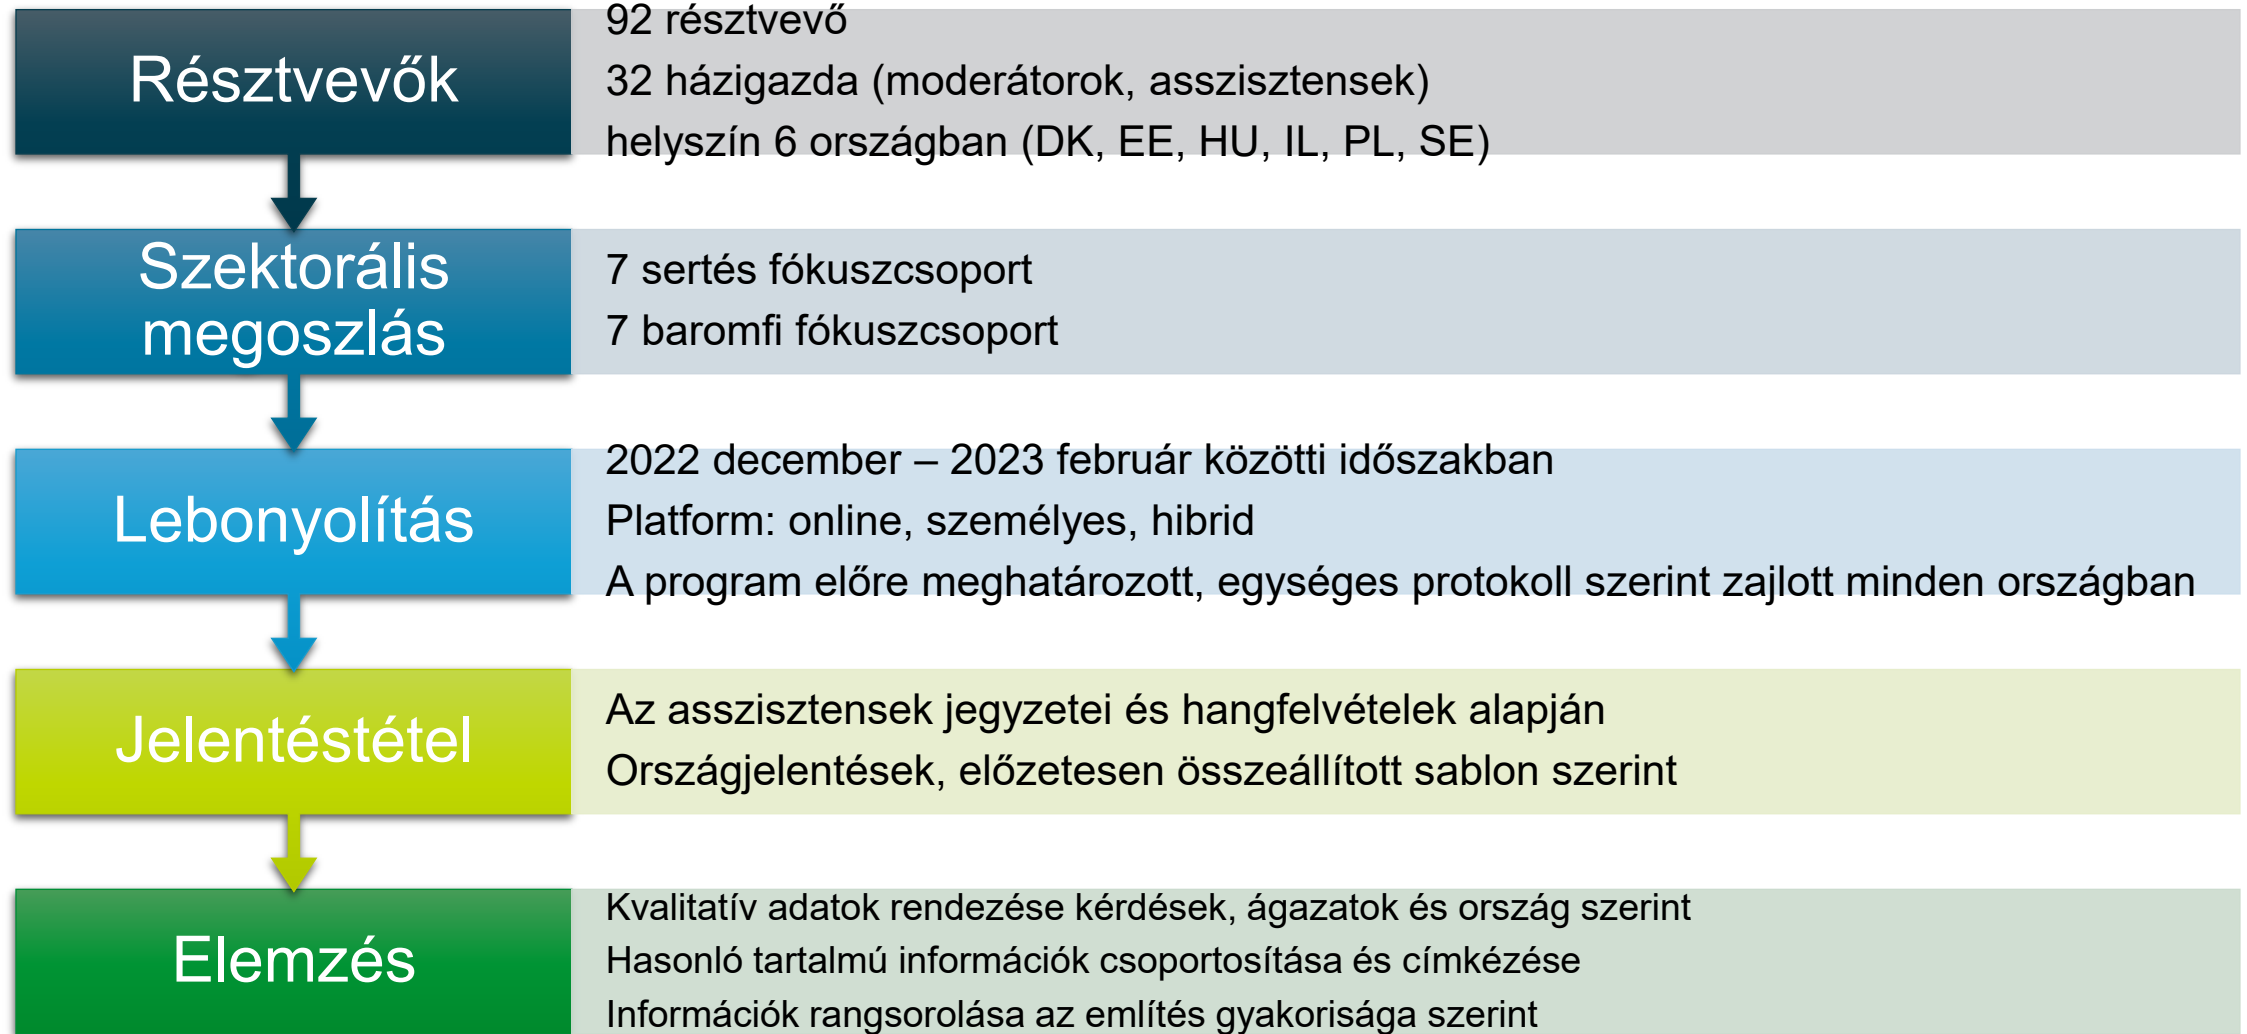 Résztvevők
92 résztvevő
32 házigazda (moderátorok, asszisztensek)
helyszín 6 országban (DK, EE, HU, IL, PL, SE)
Szektorális
megoszlás
7 sertés fókuszcsoport
7 baromfi fókuszcsoport
Lebonyolítás
2022 december – 2023 február közötti időszakban
Platform: online, személyes, hibrid
A program előre meghatározott, egységes protokoll szerint zajlott minden országban
Jelentéstétel
Az asszisztensek jegyzetei és hangfelvételek alapján
Országjelentések, előzetesen összeállított sablon szerint
Elemzés
Kvalitatív adatok rendezése kérdések, ágazatok és ország szerint
Hasonló tartalmú információk csoportosítása és címkézése
Információk rangsorolása az említés gyakorisága szerint